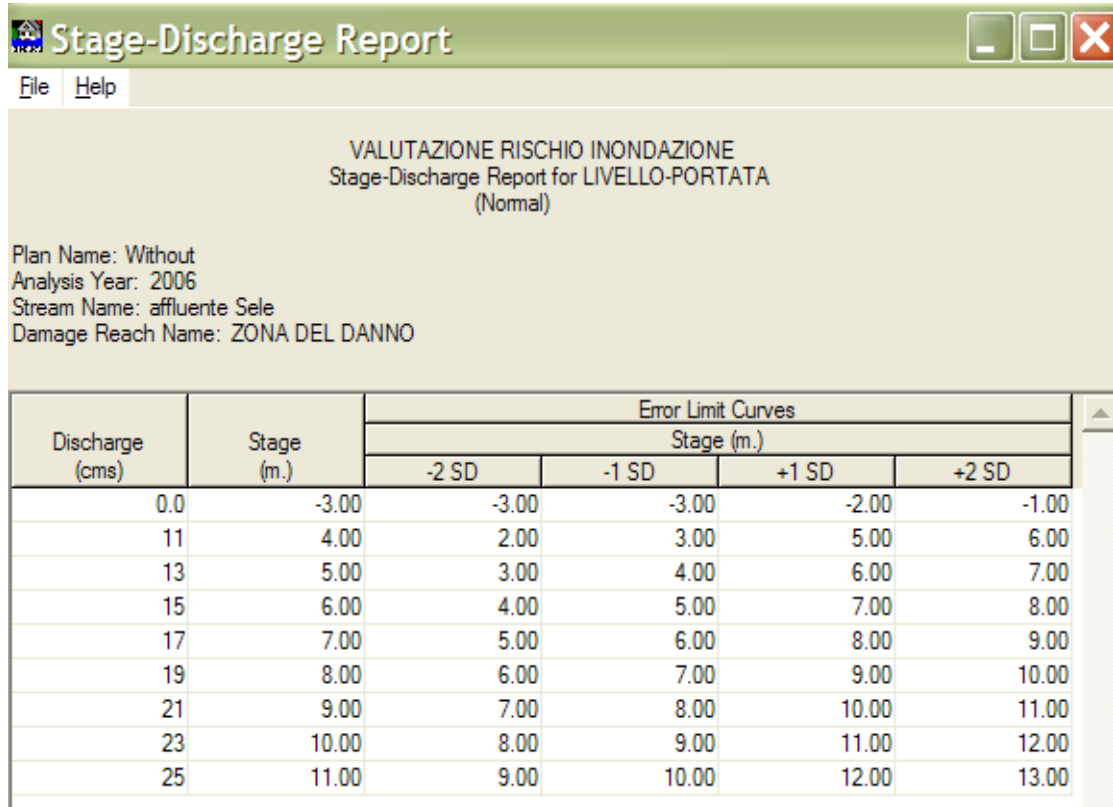 Stage-Discharge Report
File Help
VALUTAZIONE RISCHIO INONDAZIONE
Stage-Discharge Report for LIVELLO-PORTATA
(Normal)
Plan Name: Without
Analysis Year: 2006
Stream Name: affluente Sele
Damage Reach Name: ZONA DEL DANNO
Error Limit Curves
Discharge Stage Stage (m.)
(cms) (m.) -2 SD -1 SD +1 SD +2 SD
0.0 -3.00 -3.00 -3.00 -2.00 -1.00
11 4.00 2.00 3.00 5.00 6.00
13 5.00 3.00 4.00 6.00 7.00
15 6.00 4.00 5.00 7.00 8.00
17 7.00 5.00 6.00 8.00 9.00
19 8.00 6.00 7.00 9.00 10.00
21 9.00 7.00 8.00 10.00 11.00
23 10.00 8.00 9.00 11.00 12.00
25 11.00 9.00 10.00 12.00 13.00